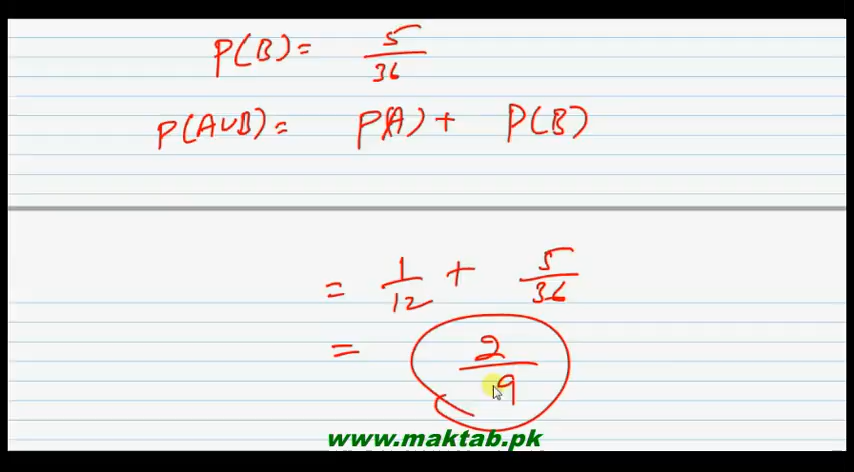 P(B) = 5/36
P(A∪B) = P(A) + P(B)
= 1/12 + 5/36
= 2/9
www.maktab.pk